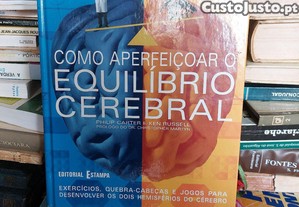 CustoJusto.pt
COMO APERFEIÇOAR O
EQUILÍBRIO
CEREBRAL
PHILIP CARTER E KEN RUSSELL
EDITORIAL ESTAMPA
EXERCÍCIOS, QUEBRA-CABEÇAS E JOGOS PARA
DESENVOLVER OS DOIS HEMISFÉRIOS DO CÉREBRO
FONTES